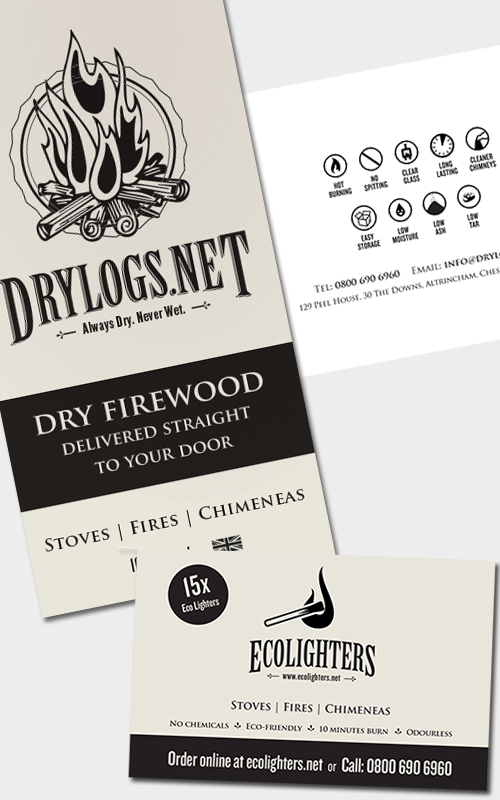 DRYLOGS.NET
Always Dry. Never Wet.
DRY FIREWOOD
DELIVERED STRAIGHT
TO YOUR DOOR
STOVES | FIRES | CHIMENEAS
HOT BURNING
NO SPITTING
CLEAR GLASS
LONG LASTING
CLEANER CHIMNEYS
EASY STORAGE
LOW MOISTURE
LOW ASH
LOW TAR
TEL: 0800 690 6960 EMAIL: INFO@DRYLO
129 PEEL HOUSE, 30 THE DOWNS, ALTRINCHAM, CHES
15x
Eco Lighters
ECOLIGHTERS
www.ecolighters.net
STOVES | FIRES | CHIMENEAS
NO CHEMICALS ECO-FRIENDLY 10 MINUTES BURN ODOURLESS
Order online at ecolighters.net or Call: 0800 690 6960